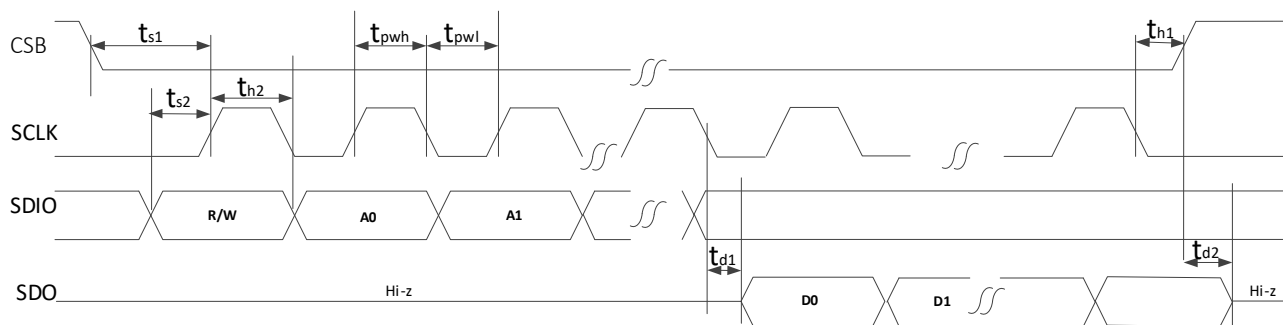 CSB ts1 tpwh tpwl th1
ts2 th2
SCLK
SDIO R/W A0 A1
td1 td2
SDO Hi-z D0 D1 Hi-z